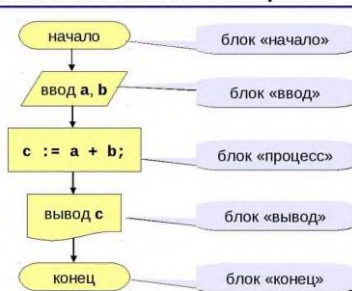 начало
блок «начало»
ввод a, b
блок «ввод»
c := a + b;
блок «процесс»
вывод c
блок «вывод»
конец
блок «конец»